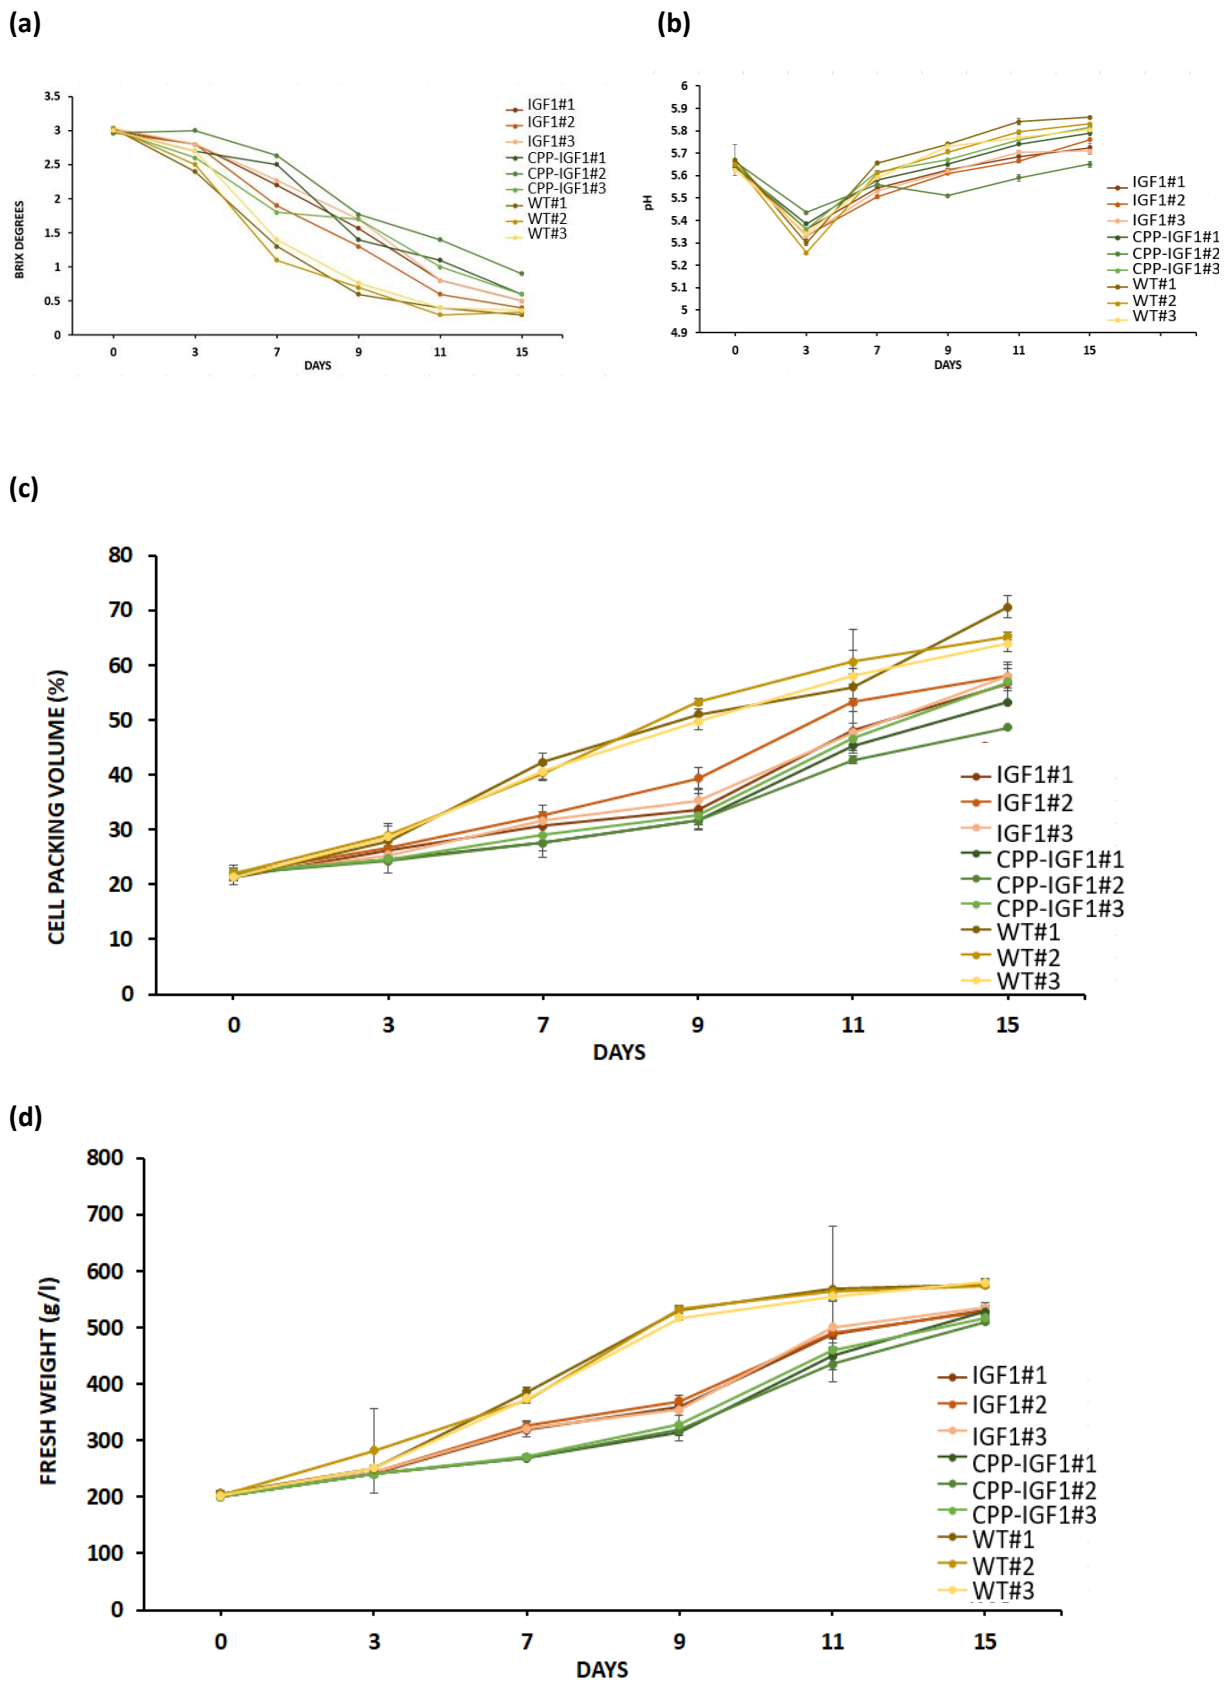 (a)
3.5
3
2.5
2
1.5
1
0.5
0
BRIX DEGREES
0 3 7 9 11 15
DAYS
IGF1#1
IGF1#2
IGF1#3
CPP-IGF1#1
CPP-IGF1#2
CPP-IGF1#3
WT#1
WT#2
WT#3
(b)
6
5.9
5.8
5.7
5.6
5.5
5.4
5.3
5.2
5.1
5
4.9
pH
0 3 7 9 11 15
DAYS
IGF1#1
IGF1#2
IGF1#3
CPP-IGF1#1
CPP-IGF1#2
CPP-IGF1#3
WT#1
WT#2
WT#3
(c)
80
70
60
50
40
30
20
10
0
CELL PACKING VOLUME (%)
0 3 7 9 11 15
DAYS
IGF1#1
IGF1#2
IGF1#3
CPP-IGF1#1
CPP-IGF1#2
CPP-IGF1#3
WT#1
WT#2
WT#3
(d)
800
700
600
500
400
300
200
100
0
FRESH WEIGHT (g/l)
0 3 7 9 11 15
DAYS
IGF1#1
IGF1#2
IGF1#3
CPP-IGF1#1
CPP-IGF1#2
CPP-IGF1#3
WT#1
WT#2
WT#3